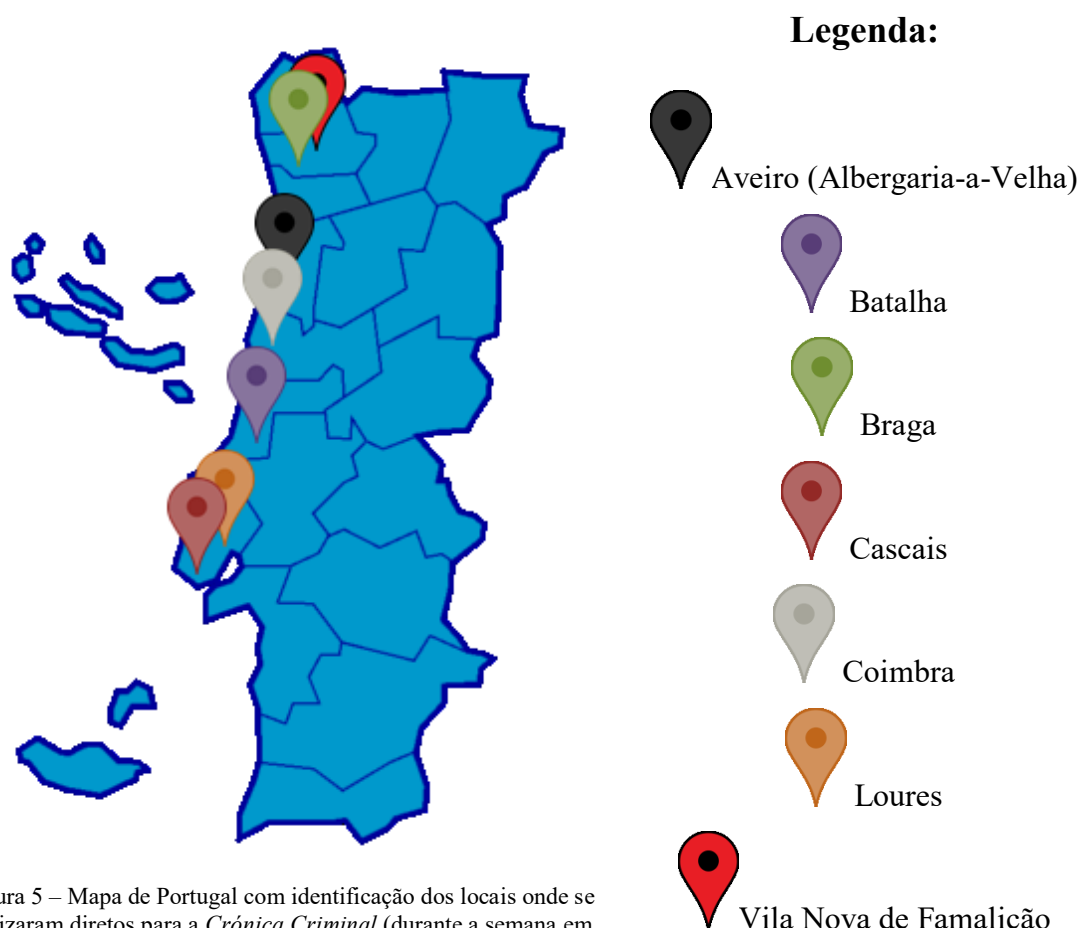 Legenda:
Aveiro (Albergaria-a-Velha)
Batalha
Braga
Cascais
Coimbra
Loures
Vila Nova de Famalicão
ura 5 – Mapa de Portugal com identificação dos locais onde se
izaram diretos para a Crónica Criminal (durante a semana em